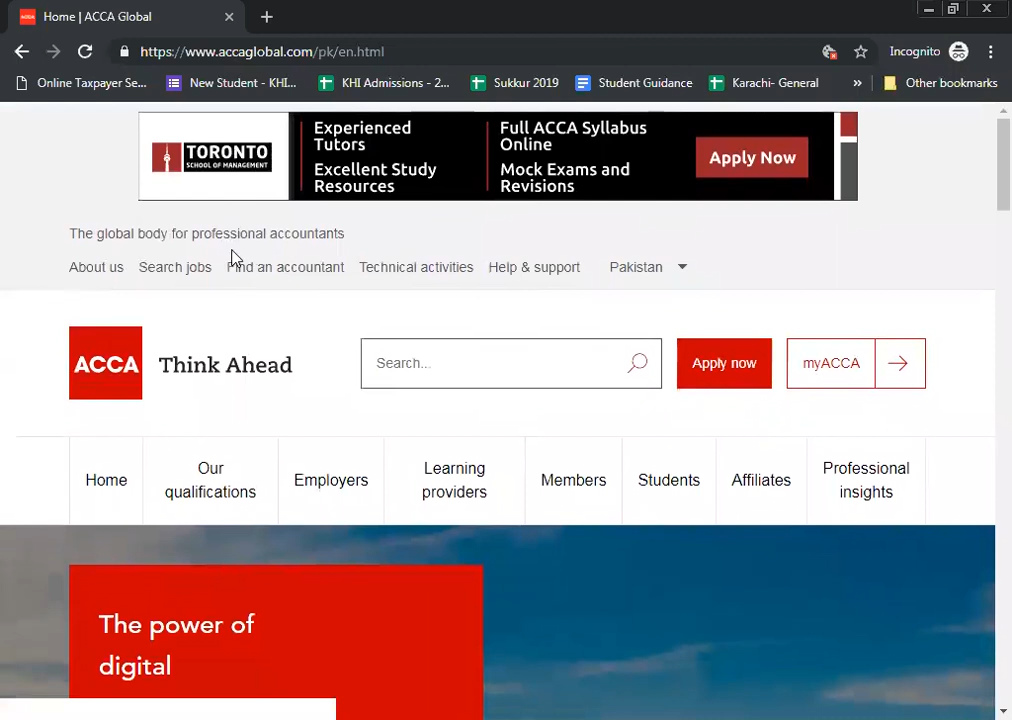 Home | ACCA Global
https://www.accaglobal.com/pk/en.html
Incognito
Online Taxpayer Se...
New Student - KHI...
KHI Admissions - 2...
Sukkur 2019
Student Guidance
Karachi- General
»
Other bookmarks
TORONTO
SCHOOL OF MANAGEMENT
Experienced
Tutors
Excellent Study
Resources
Full ACCA Syllabus
Online
Mock Exams and
Revisions
Apply Now
The global body for professional accountants
About us Search jobs Find an accountant Technical activities Help & support Pakistan
ACCA Think Ahead
Search...
Apply now
myACCA
Home
Our
qualifications
Employers
Learning
providers
Members
Students
Affiliates
Professional
insights
The power of
digital